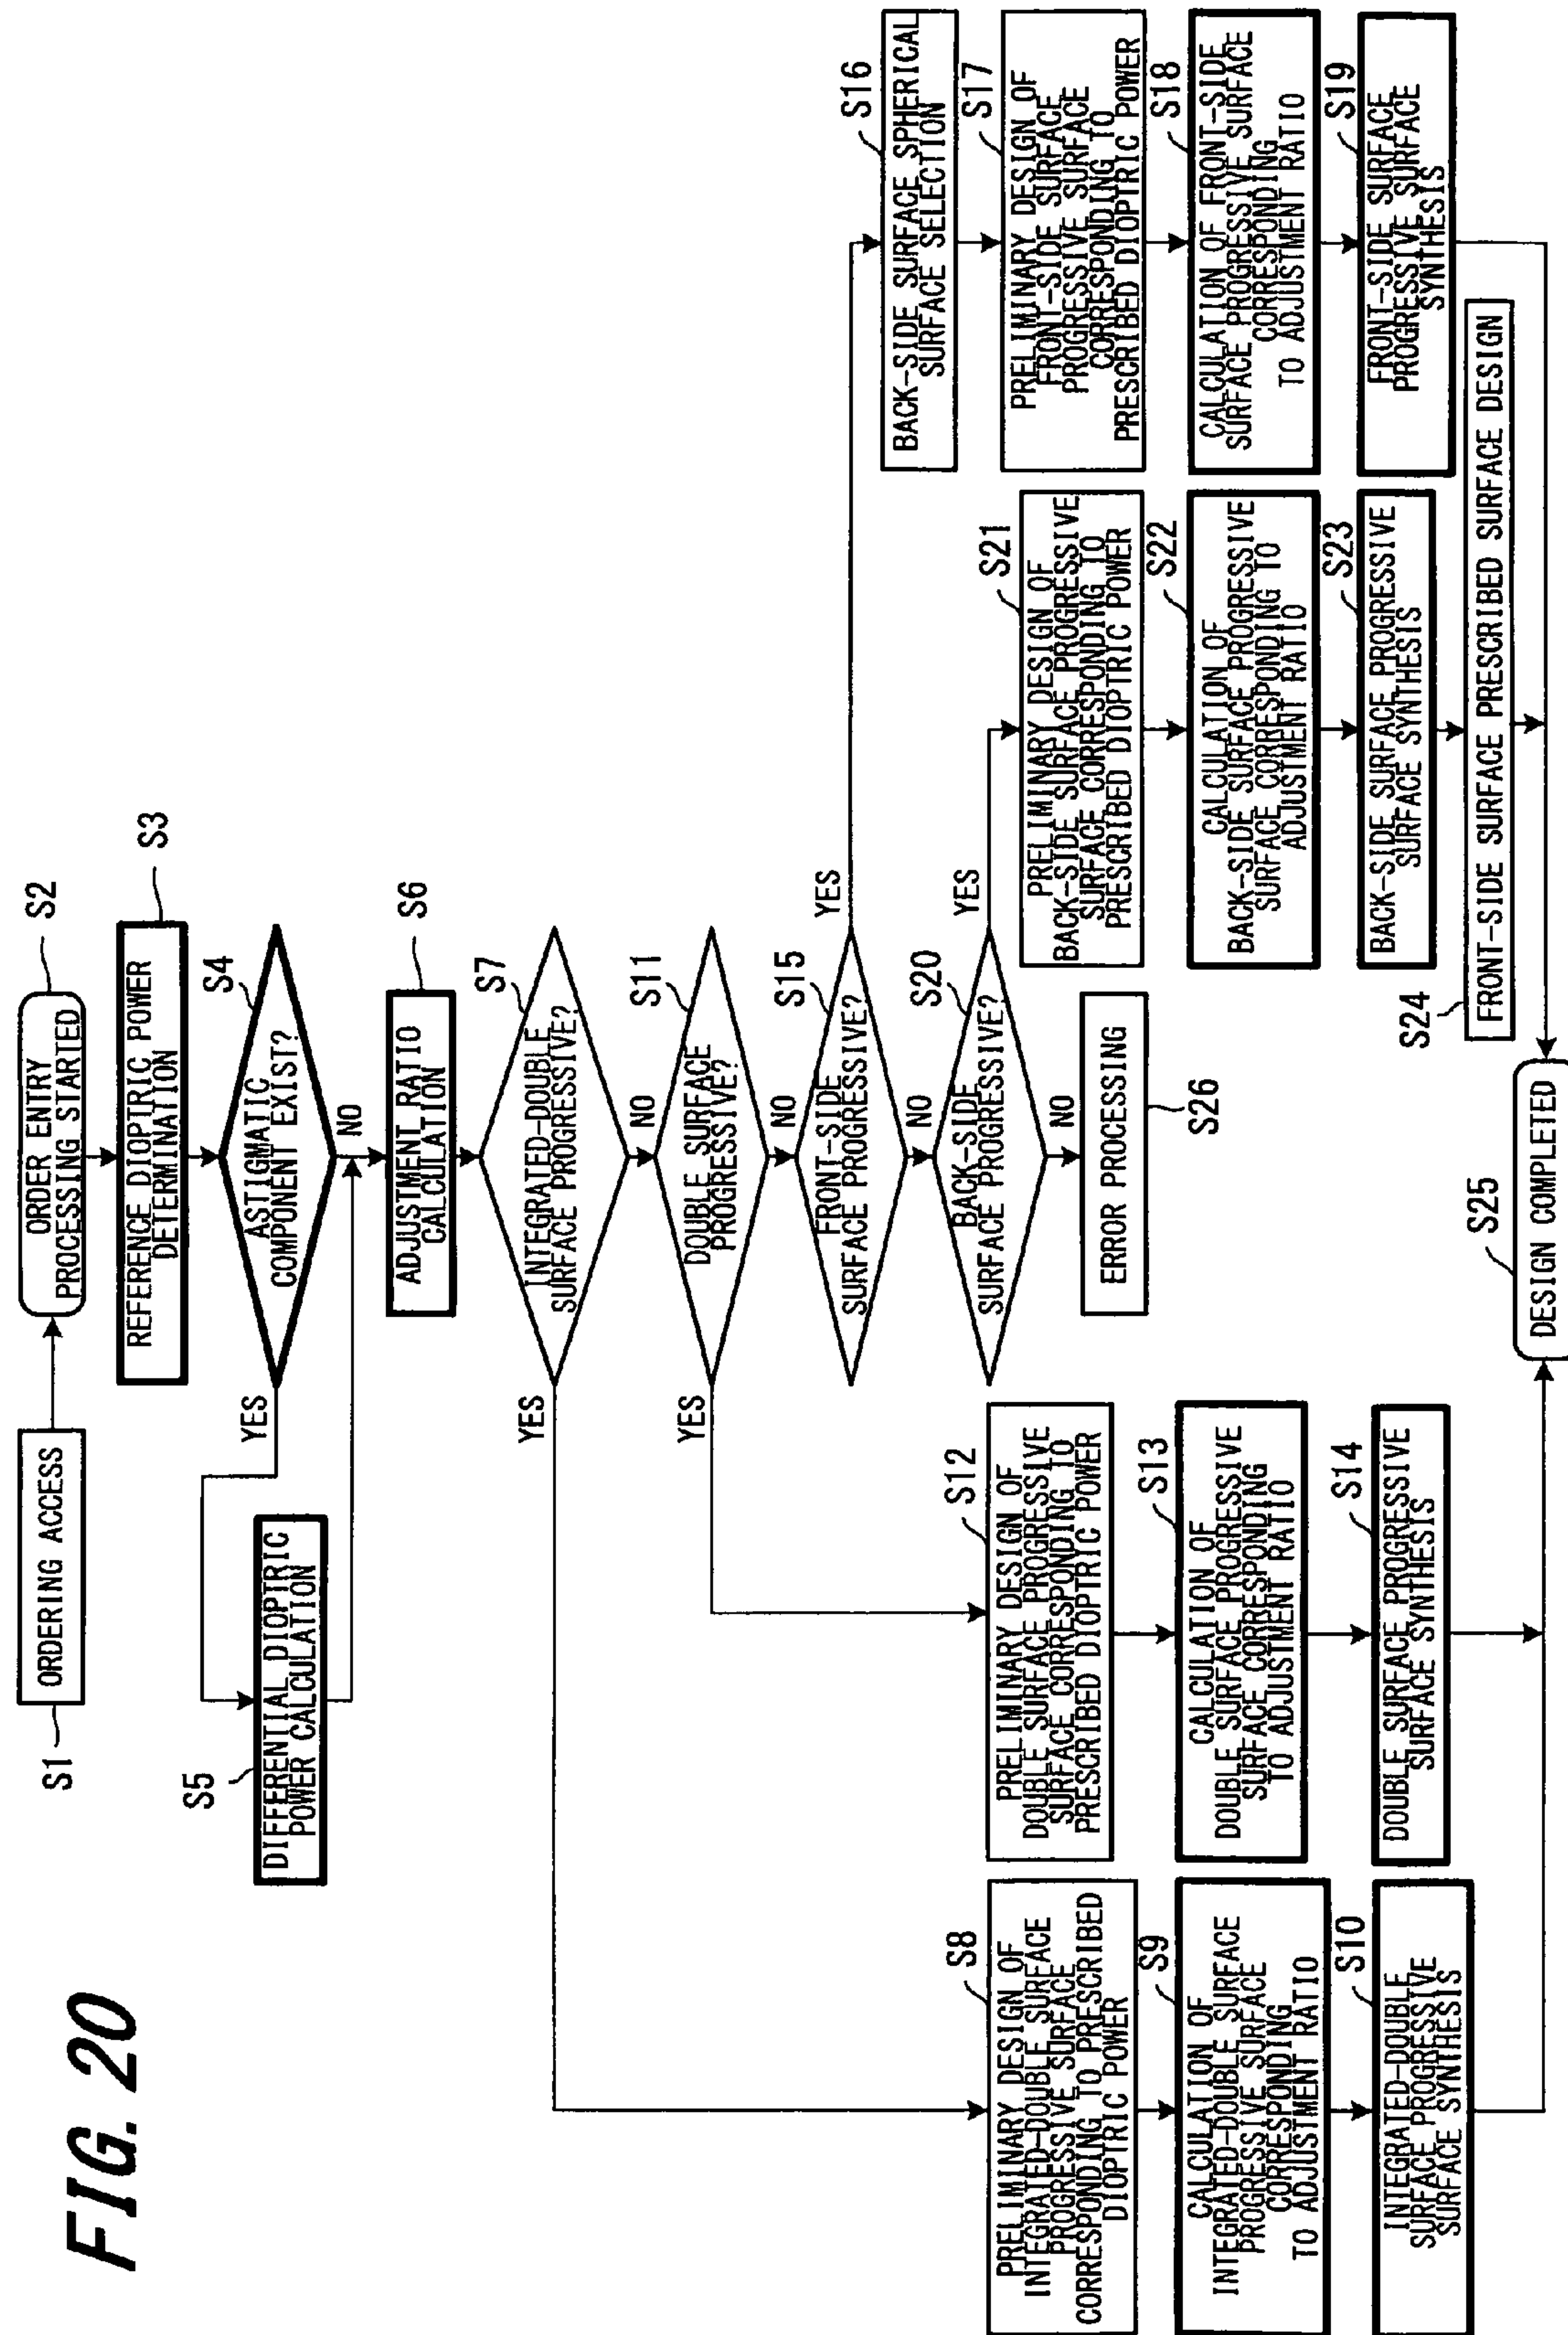 FIG. 20
S1
ORDERING ACCESS
S2
ORDER ENTRY
PROCESSING STARTED
S3
REFERENCE DIOPTRIC POWER
DETERMINATION
S4
ASTIGMATIC
COMPONENT EXIST?
YES
NO
S5
DIFFERENTIAL DIOPTRIC
POWER CALCULATION
S6
ADJUSTMENT RATIO
CALCULATION
S7
INTEGRATED-DOUBLE
SURFACE PROGRESSIVE?
YES
NO
S11
DOUBLE SURFACE
PROGRESSIVE?
YES
NO
S15
FRONT-SIDE
SURFACE PROGRESSIVE?
YES
NO
S20
BACK-SIDE
SURFACE PROGRESSIVE?
YES
NO
ERROR PROCESSING
S26
S8
PRELIMINARY DESIGN OF
INTEGRATED-DOUBLE SURFACE
PROGRESSIVE SURFACE
CORRESPONDING TO PRESCRIBED
DIOPTRIC POWER
S9
CALCULATION OF
INTEGRATED-DOUBLE SURFACE
PROGRESSIVE SURFACE
CORRESPONDING
TO ADJUSTMENT RATIO
S10
INTEGRATED-DOUBLE
SURFACE PROGRESSIVE
SURFACE SYNTHESIS
S12
PRELIMINARY DESIGN OF
DOUBLE SURFACE PROGRESSIVE
SURFACE CORRESPONDING TO
PRESCRIBED DIOPTRIC POWER
S13
CALCULATION OF
DOUBLE SURFACE PROGRESSIVE
SURFACE CORRESPONDING
TO ADJUSTMENT RATIO
S14
DOUBLE SURFACE PROGRESSIVE
SURFACE SYNTHESIS
S16
BACK-SIDE SURFACE SPHERICAL
SURFACE SELECTION
S17
PRELIMINARY DESIGN OF
FRONT-SIDE SURFACE
PROGRESSIVE SURFACE
CORRESPONDING TO
PRESCRIBED DIOPTRIC POWER
S18
CALCULATION OF FRONT-SIDE
SURFACE PROGRESSIVE SURFACE
CORRESPONDING
TO ADJUSTMENT RATIO
S19
FRONT-SIDE SURFACE
PROGRESSIVE SURFACE
SYNTHESIS
S21
PRELIMINARY DESIGN OF
BACK-SIDE SURFACE PROGRESSIVE
SURFACE CORRESPONDING TO
PRESCRIBED DIOPTRIC POWER
S22
CALCULATION OF
BACK-SIDE SURFACE PROGRESSIVE
SURFACE CORRESPONDING TO
ADJUSTMENT RATIO
S23
BACK-SIDE SURFACE PROGRESSIVE
SURFACE SYNTHESIS
S24
FRONT-SIDE SURFACE PRESCRIBED SURFACE DESIGN
S25
DESIGN COMPLETED